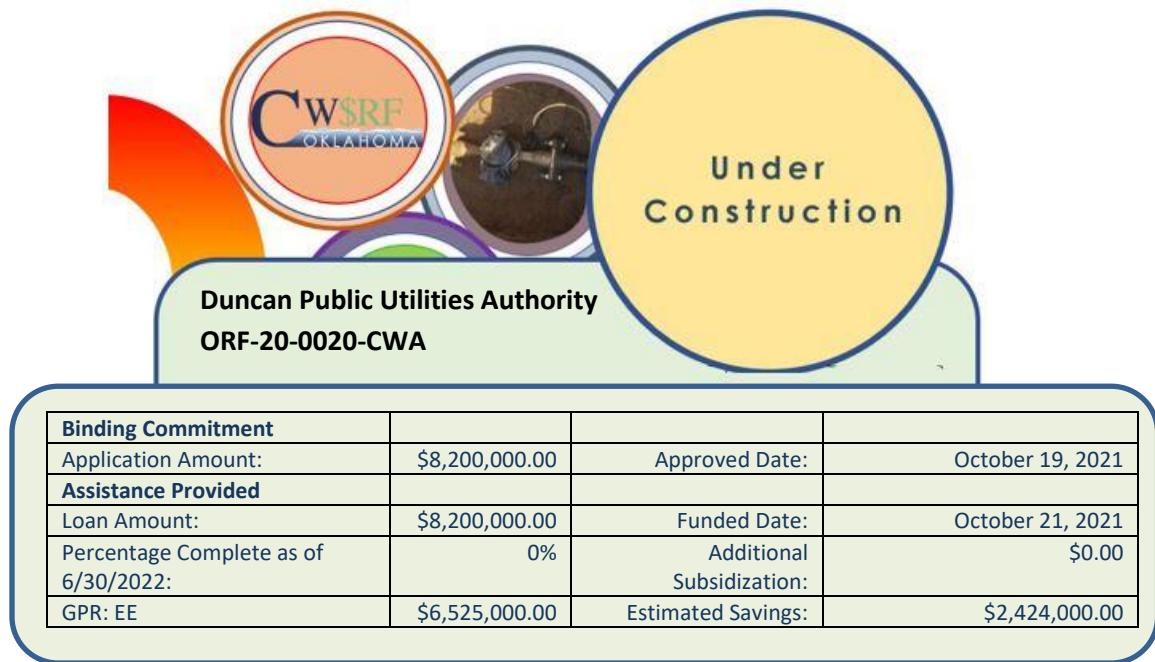 CW$RF
OKLAHOMA
Under
Construction
Duncan Public Utilities Authority
ORF-20-0020-CWA
Binding Commitment
Application Amount: $8,200,000.00 Approved Date: October 19, 2021
Assistance Provided
Loan Amount: $8,200,000.00 Funded Date: October 21, 2021
Percentage Complete as of 0% Additional $0.00
6/30/2022: Subsidization:
GPR: EE $6,525,000.00 Estimated Savings: $2,424,000.00